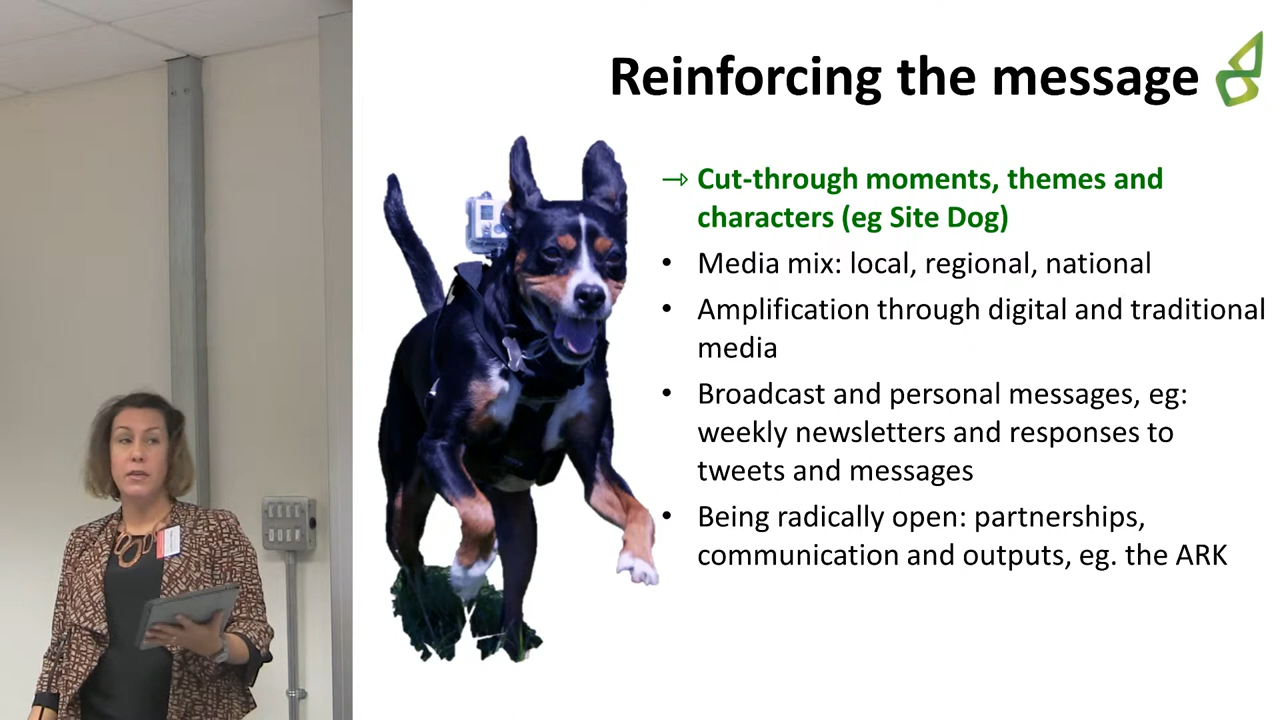 Reinforcing the message
→ Cut-through moments, themes and
characters (eg Site Dog)
• Media mix: local, regional, national
• Amplification through digital and traditional
media
• Broadcast and personal messages, eg:
weekly newsletters and responses to
tweets and messages
• Being radically open: partnerships,
communication and outputs, eg. the ARK